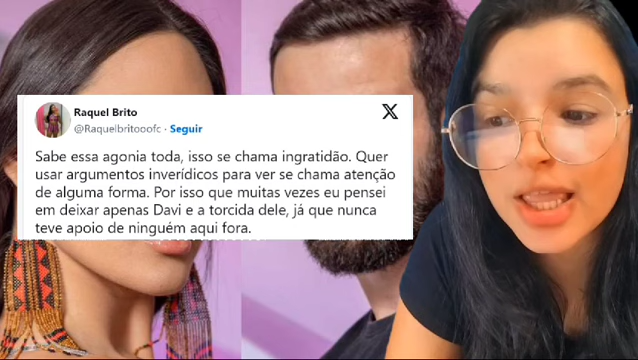 Raquel Brito
@Raquelbritooofc · Seguir
X
Sabe essa agonia toda, isso se chama ingratidão. Quer
usar argumentos inverídicos para ver se chama atenção
de alguma forma. Por isso que muitas vezes eu pensei
em deixar apenas Davi e a torcida dele, já que nunca
teve apoio de ninguém aqui fora.